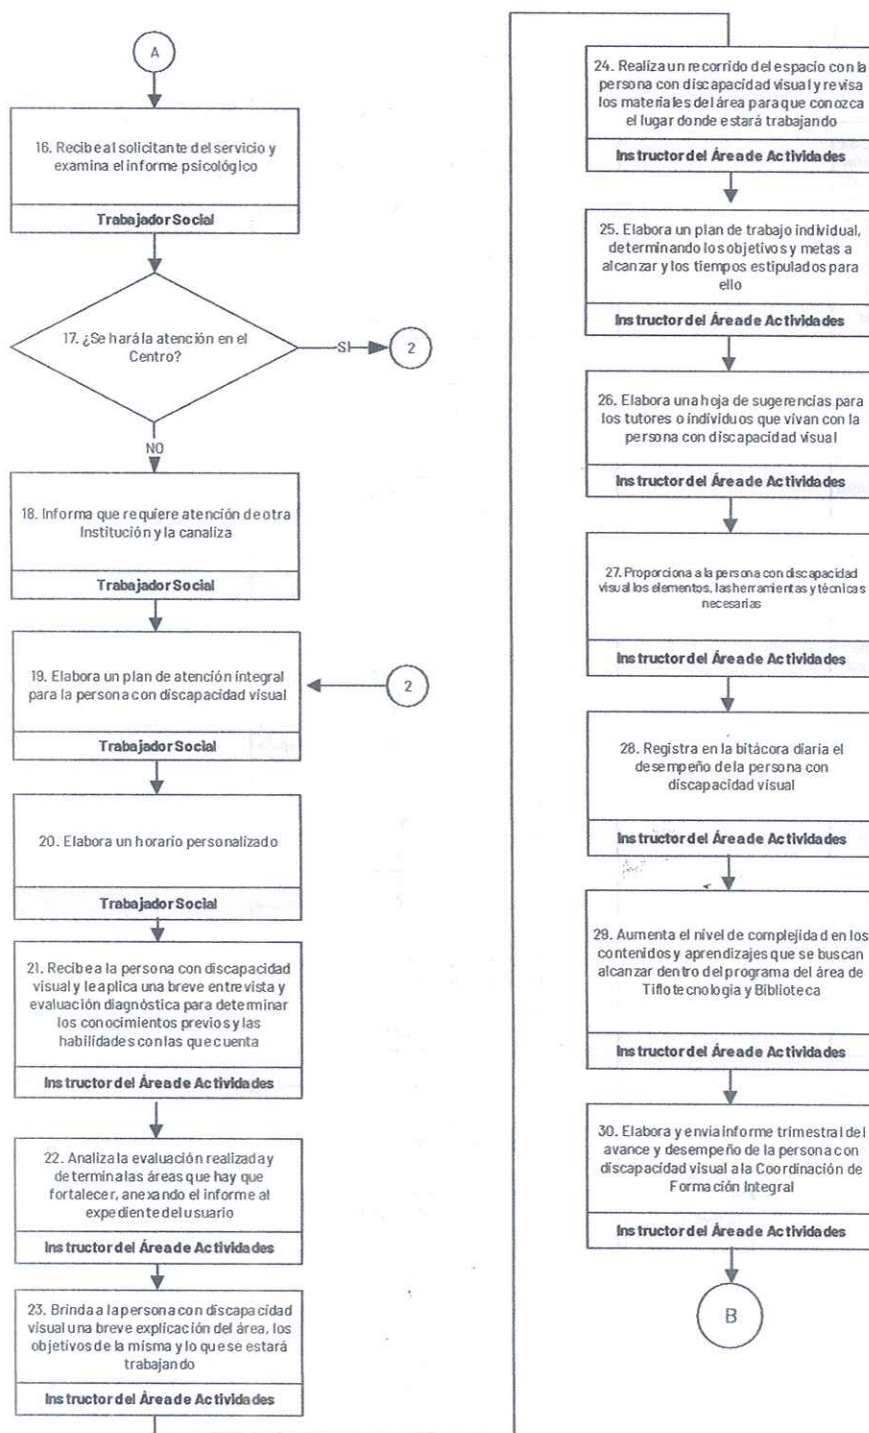 A
16. Recibe al solicitante del servicio y
examina el informe psicológico
Trabajador Social
17. ¿Se hará la atención en el
Centro?
SI
2
NO
18. Informa que requiere atención de otra
Institución y la canaliza
Trabajador Social
19. Elabora un plan de atención integral
para la persona con discapacidad visual
Trabajador Social
2
20. Elabora un horario personalizado
Trabajador Social
21. Recibe a la persona con discapacidad
visual y le aplica una breve entrevista y
evaluación diagnóstica para determinar
los conocimientos previos y las
habilidades con las que cuenta
Instructor del Área de Actividades
22. Analiza la evaluación realizada y
determina las áreas que hay que
fortalecer, anexando el informe al
expediente del usuario
Instructor del Área de Actividades
23. Brinda a la persona con discapacidad
visual una breve explicación del área, los
objetivos de la misma y lo que se estará
trabajando
Instructor del Área de Actividades
24. Realiza un recorrido del espacio con la
persona con discapacidad visual y revisa
los materiales del área para que conozca
el lugar donde estará trabajando
Instructor del Área de Actividades
25. Elabora un plan de trabajo individual,
determinando los objetivos y metas a
alcanzar y los tiempos estipulados para
ello
Instructor del Área de Actividades
26. Elabora una hoja de sugerencias para
los tutores o individuos que vivan con la
persona con discapacidad visual
Instructor del Área de Actividades
27. Proporciona a la persona con discapacidad
visual los elementos, las herramientas y técnicas
necesarias
Instructor del Área de Actividades
28. Registra en la bitácora diaria el
desempeño de la persona con
discapacidad visual
Instructor del Área de Actividades
29. Aumenta el nivel de complejidad en los
contenidos y aprendizajes que se buscan
alcanzar dentro del programa del área de
Tiflotecnología y Biblioteca
Instructor del Área de Actividades
30. Elabora y envía informe trimestral del
avance y desempeño de la persona con
discapacidad visual a la Coordinación de
Formación Integral
Instructor del Área de Actividades
B